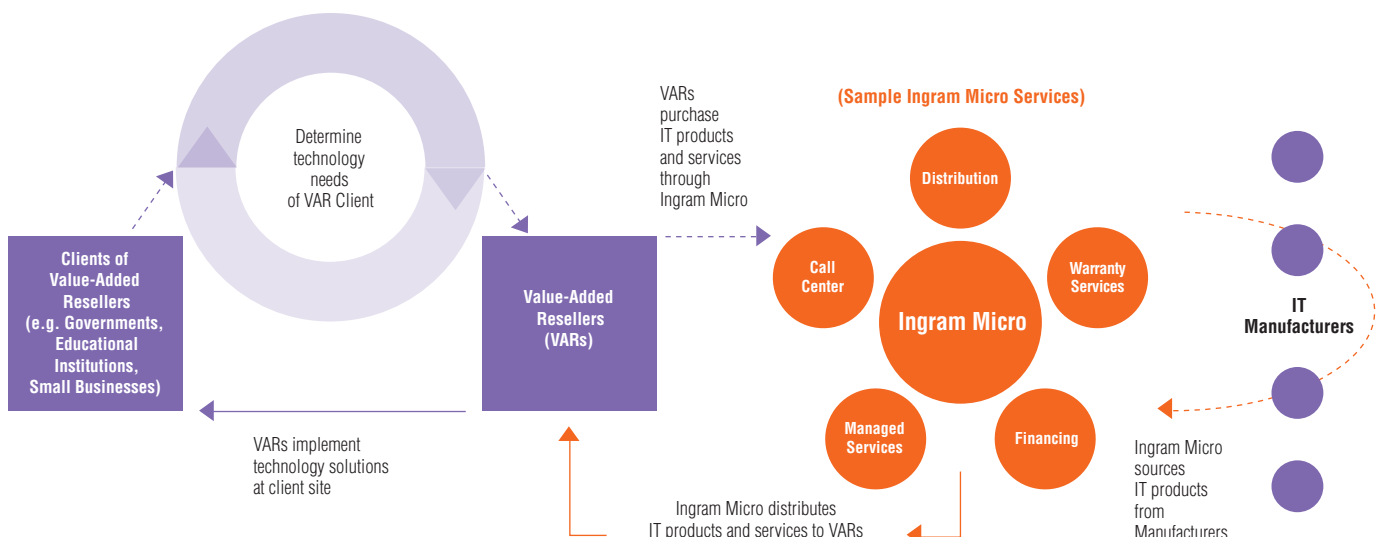 Clients of
Value-Added
Resellers
(e.g. Governments,
Educational
Institutions,
Small Businesses)
Determine
technology
needs
of VAR Client
Value-Added
Resellers
(VARs)
VARs implement
technology solutions
at client site
VARs
purchase
IT products
and services
through
Ingram Micro
(Sample Ingram Micro Services)
Distribution
Call
Center
Warranty
Services
Ingram Micro
Managed
Services
Financing
Ingram Micro distributes
IT products and services to VARs
IT
Manufacturers
Ingram Micro
sources
IT products
from
Manufacturers